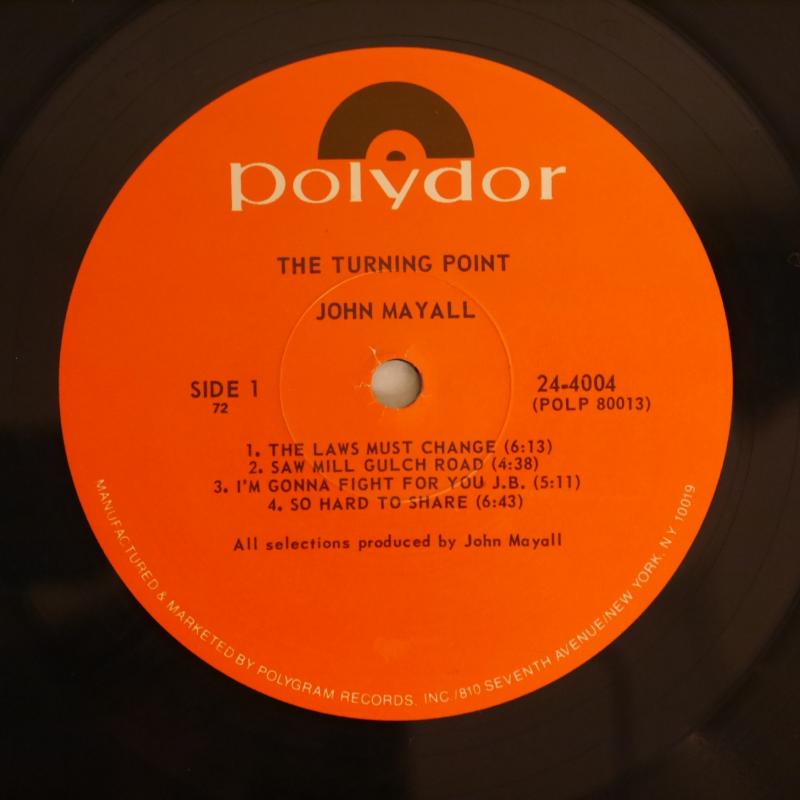 polydor
THE TURNING POINT
JOHN MAYALL
SIDE 1
72
24-4004
(POLP 80013)
1. THE LAWS MUST CHANGE (6:13)
2. SAW MILL GULCH ROAD (4:38)
3. I'M GONNA FIGHT FOR YOU J.B. (5:11)
4. SO HARD TO SHARE (6:43)
All selections produced by John Mayall
MANUFACTURED & MARKETED BY POLYGRAM RECORDS, INC./810 SEVENTH AVENUE/NEW YORK, NY 10019